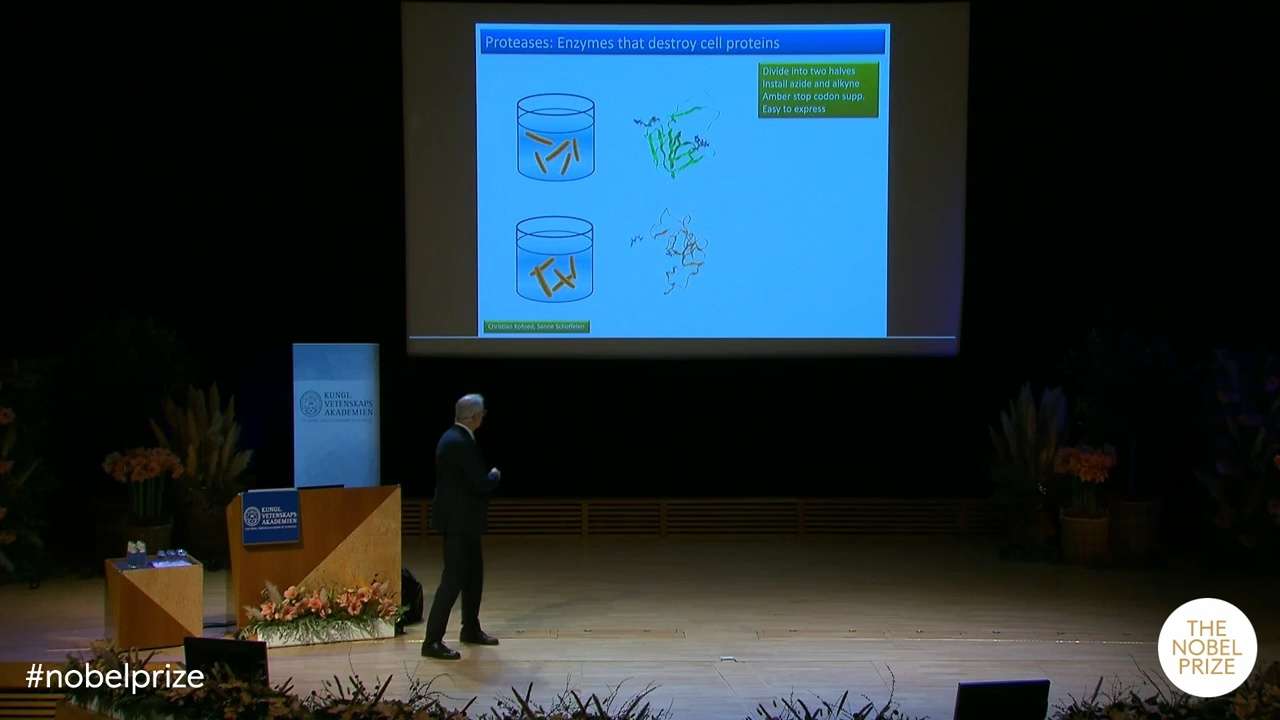 Proteases: Enzymes that destroy cell proteins
Divide into two halves
Install azide and alkyne
Amber stop codon supp.
Easy to express
Christian Kofoed, Sanne Schoffelen
KUNGL.
VETENSKAPS
AKADEMIEN
KUNGL.
VETENSKAPS
AKADEMIEN
#nobelprize
THE
NOBEL
PRIZE